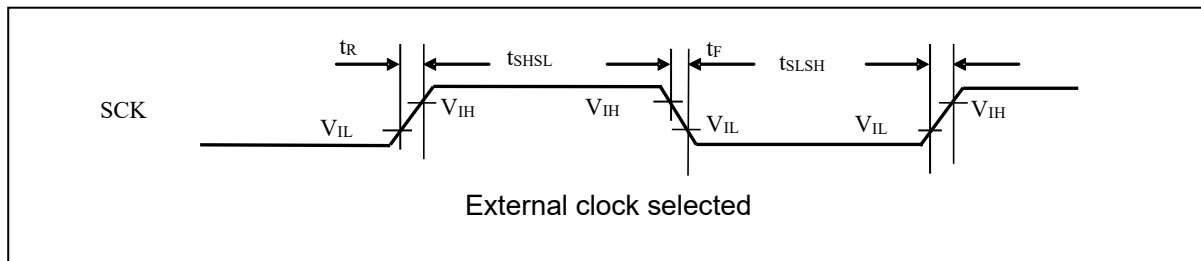 tR tSHSL tF tSLSH
SCK VIL VIH VIH VIL VIL VIH
External clock selected